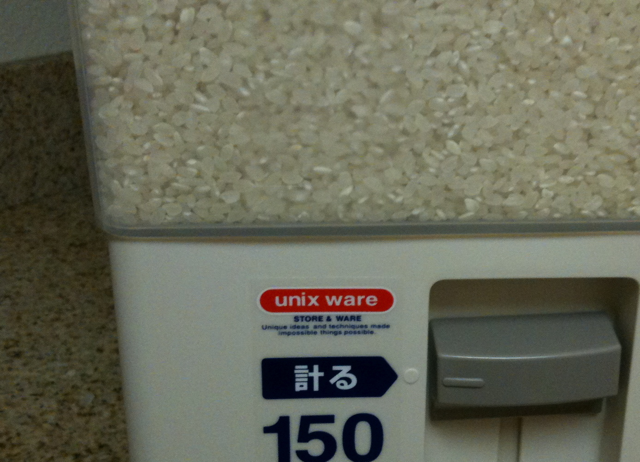 unix ware
STORE & WARE
Unique ideas and techniques made
impossible things possible.
計る
150